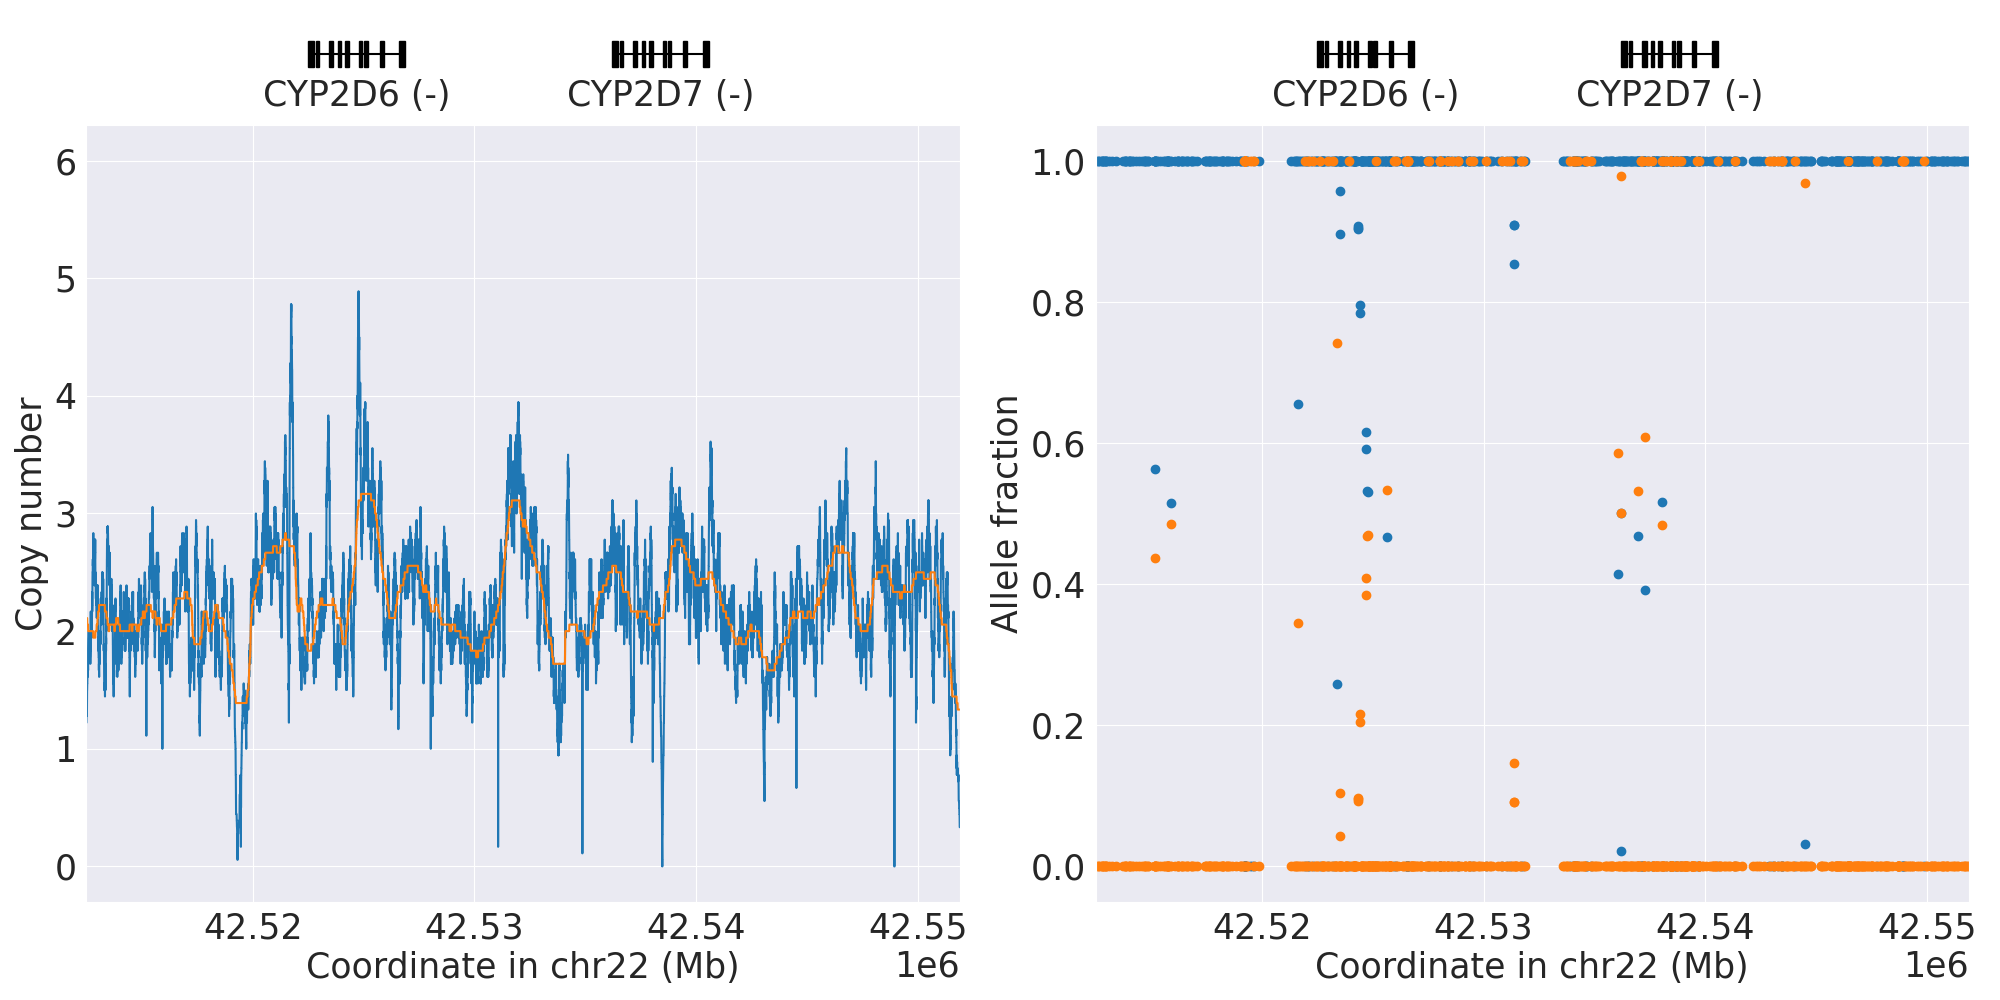 CYP2D6 (-) CYP2D7 (-)
6
5
4
3
2
1
0
Copy number
42.52 42.53 42.54 42.55
Coordinate in chr22 (Mb)
1e6
CYP2D6 (-) CYP2D7 (-)
1.0
0.8
0.6
0.4
0.2
0.0
Allele fraction
42.52 42.53 42.54 42.55
Coordinate in chr22 (Mb)
1e6